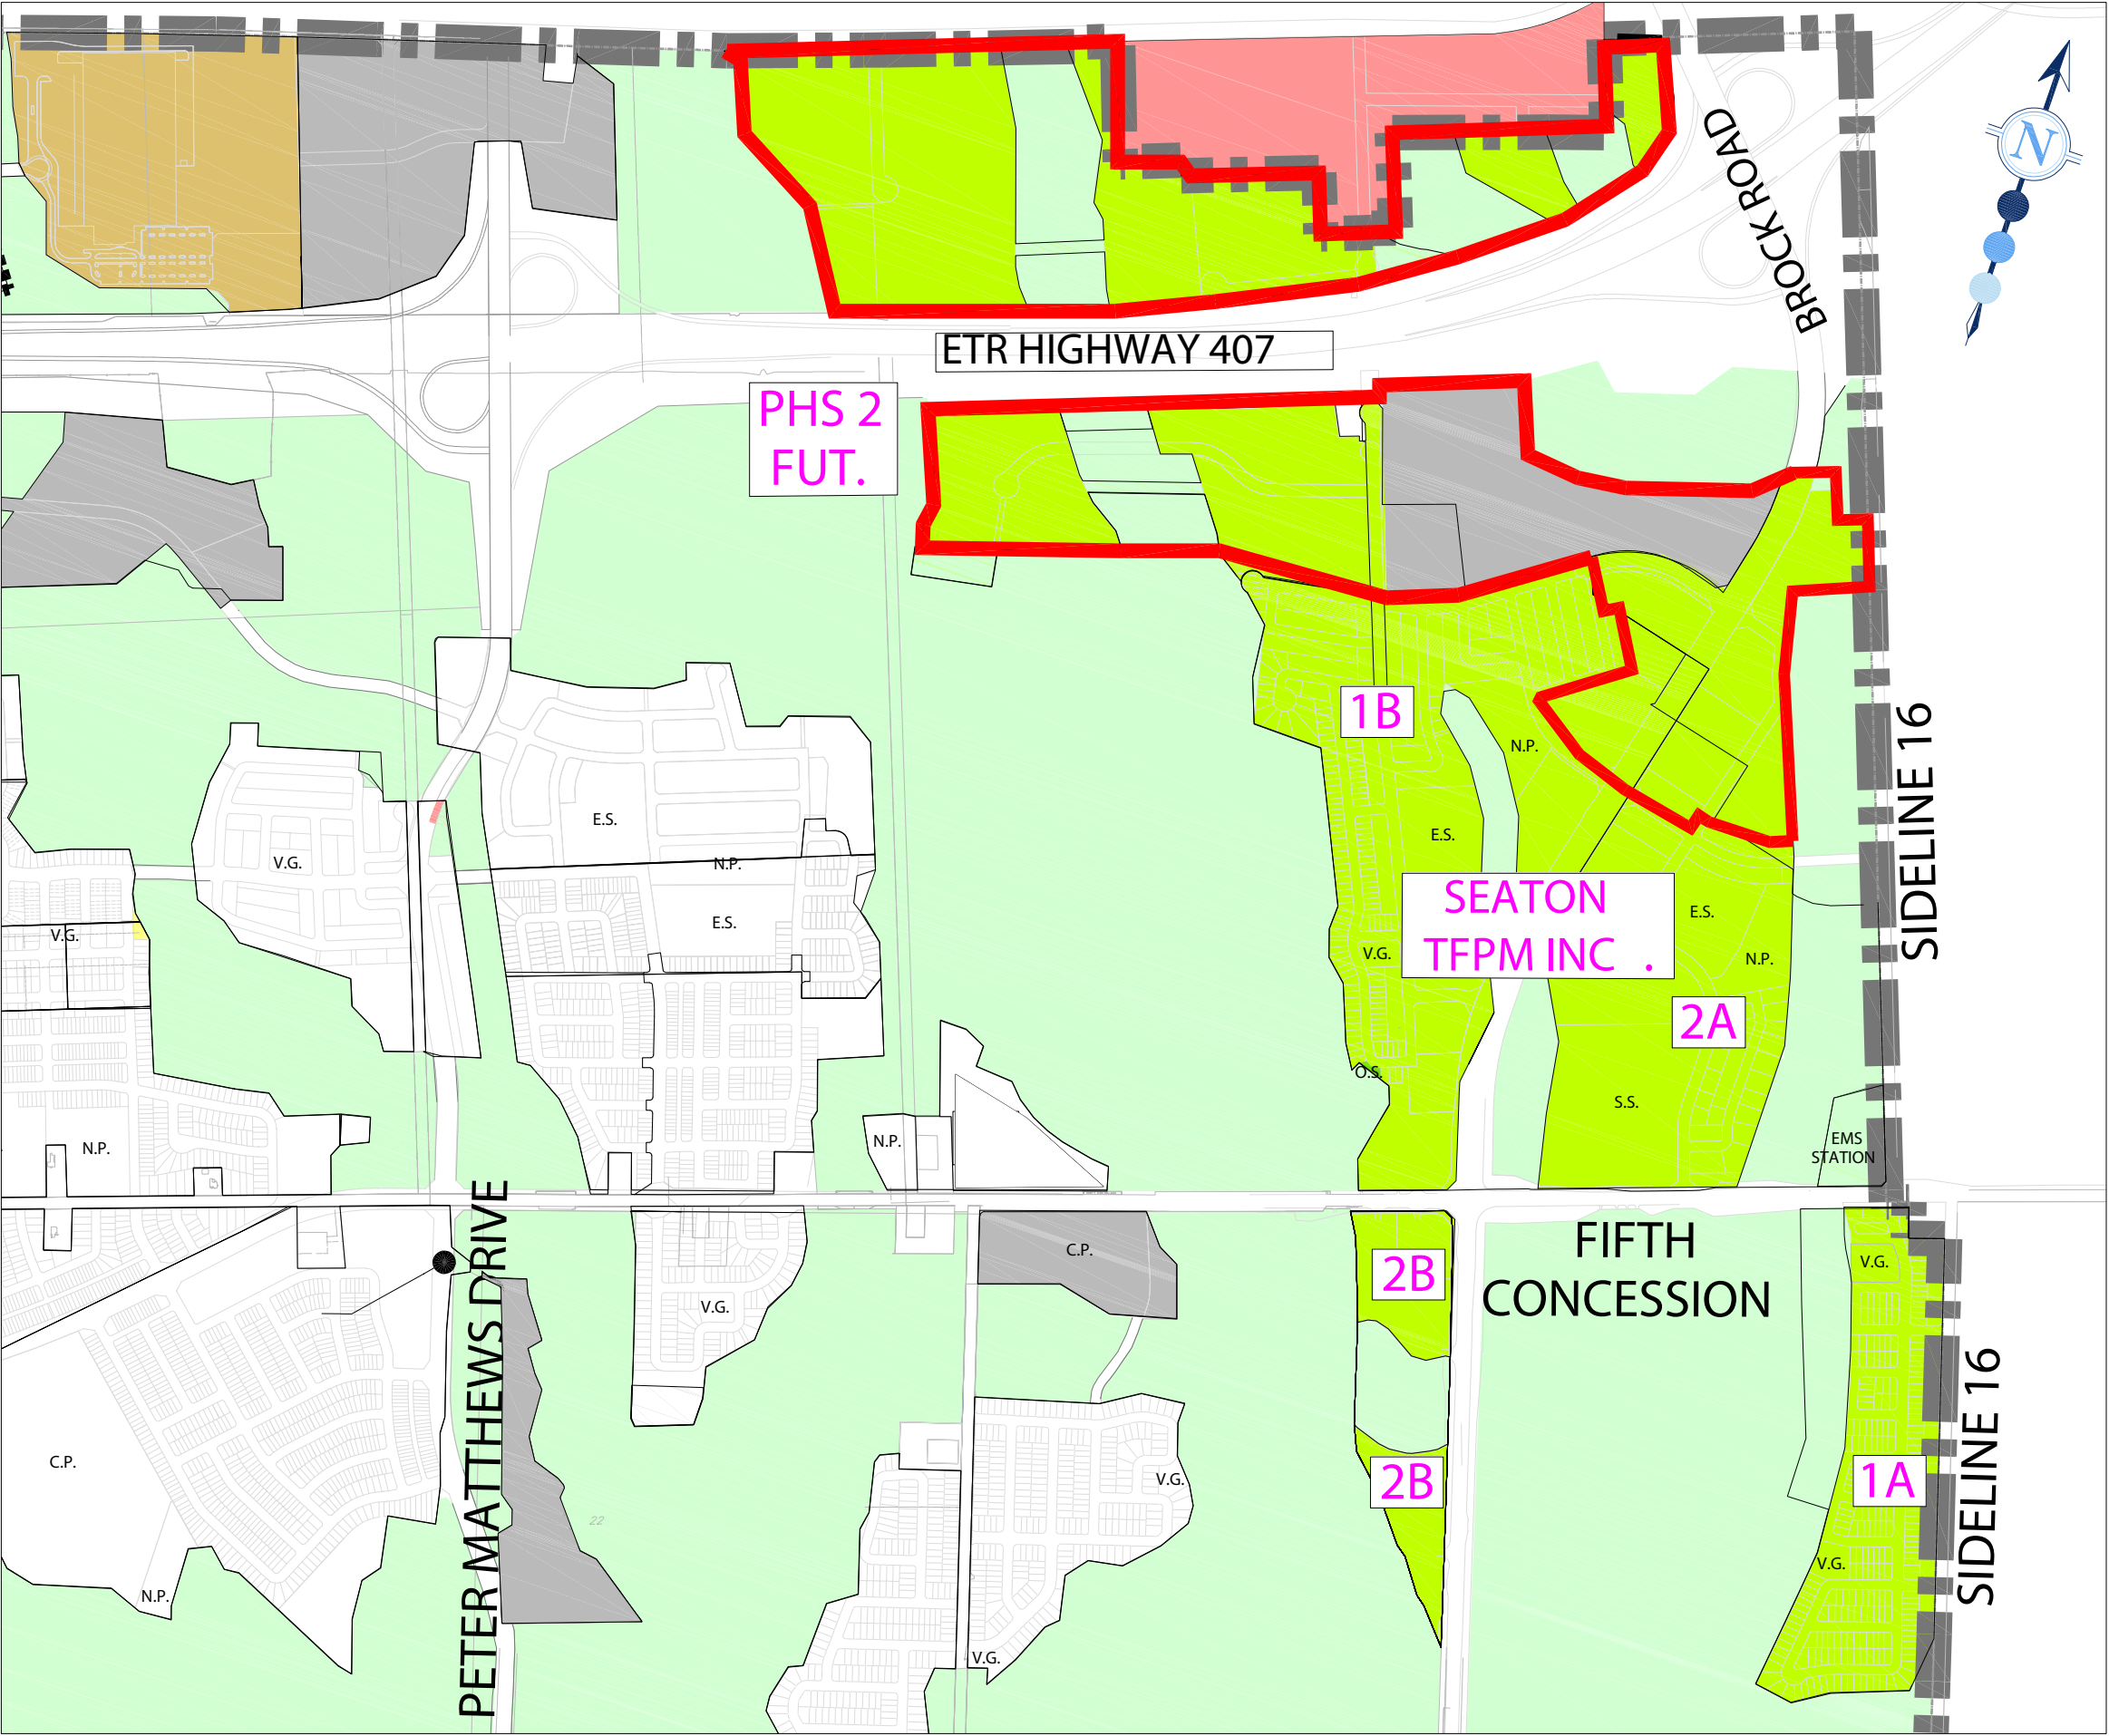 N
BROCK ROAD
ETR HIGHWAY 407
PHS 2
FUT.
1B
N.P.
SIDELINE 16
E.S.
E.S.
V.G.
N.P.
E.S.
SEATON
TFPM INC .
E.S.
E.S.
V.G.
V.G.
N.P.
2A
O.S.
S.S.
EMS
STATION
N.P.
N.P.
PETER MATTHEWS DRIVE
C.P.
FIFTH
CONCESSION
2B
V.G.
V.G.
SIDELINE 16
C.P.
V.G.
2B
1A
22
V.G.
N.P.
V.G.